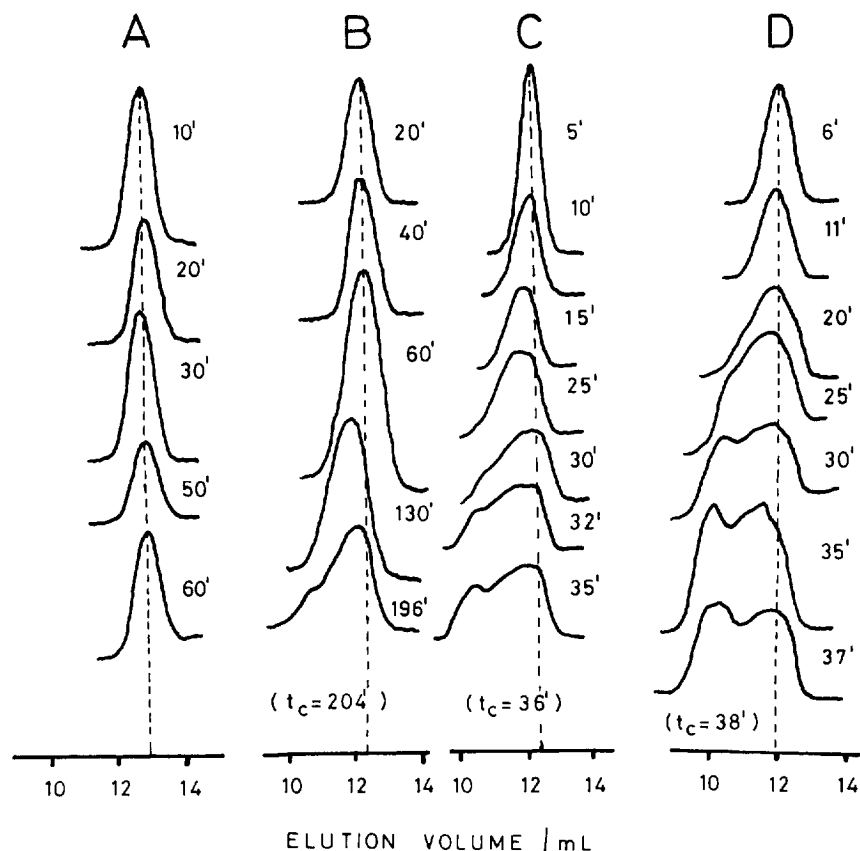 A B C D
10' 20' 30' 50' 60'
20' 40' 60' 130' 196'
(tc = 204')
5' 10' 15' 25' 30' 32' 35'
(tc = 36')
6' 11' 20' 25' 30' 35' 37'
(tc = 38')
10 12 14 10 12 14 10 12 14 10 12 14
ELUTION VOLUME / mL